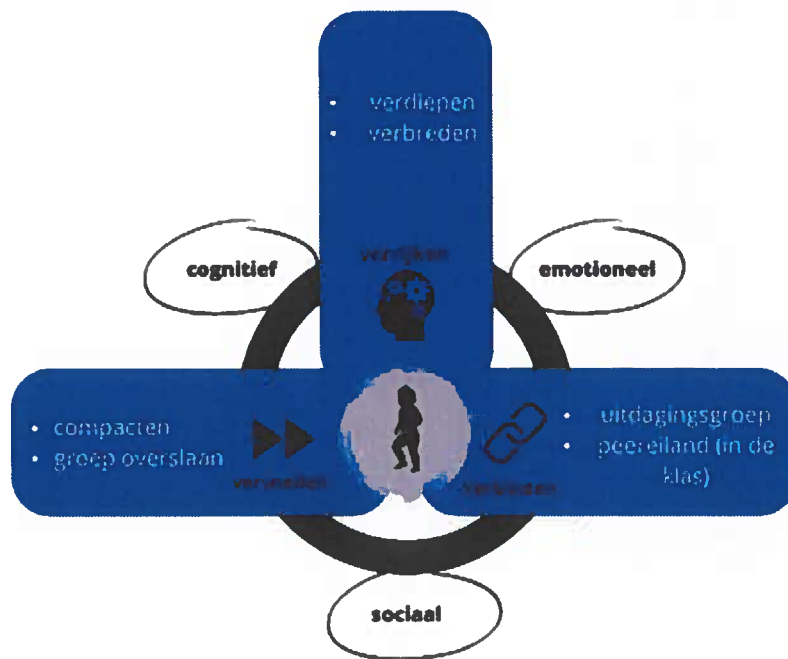 • verdiepen
• verbreden
verrijken
cognitief
emotioneel
• compacten
• groep overslaan
versnellen
• uitdagingsgroep
• peereiland (in de
klas)
verbinden
sociaal